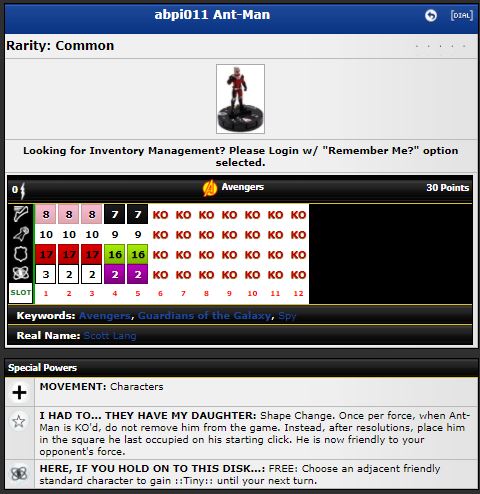 abpi011 Ant-Man
[DIAL]
Rarity: Common
Looking for Inventory Management? Please Login w/ "Remember Me?" option
selected.
0 Avengers 30 Points
8 8 8 7 7 KO KO KO KO KO KO KO
10 10 10 9 9 KO KO KO KO KO KO KO
17 17 17 16 16 KO KO KO KO KO KO KO
3 2 2 2 2 KO KO KO KO KO KO KO
SLOT 1 2 3 4 5 6 7 8 9 10 11 12
Keywords: Avengers, Guardians of the Galaxy, Spy
Real Name: Scott Lang
Special Powers
MOVEMENT: Characters
I HAD TO... THEY HAVE MY DAUGHTER: Shape Change. Once per force, when Ant-
Man is KO'd, do not remove him from the game. Instead, after resolutions, place him
in the square he last occupied on his starting click. He is now friendly to your
opponent's force.
HERE, IF YOU HOLD ON TO THIS DISK...: FREE: Choose an adjacent friendly
standard character to gain ::Tiny:: until your next turn.